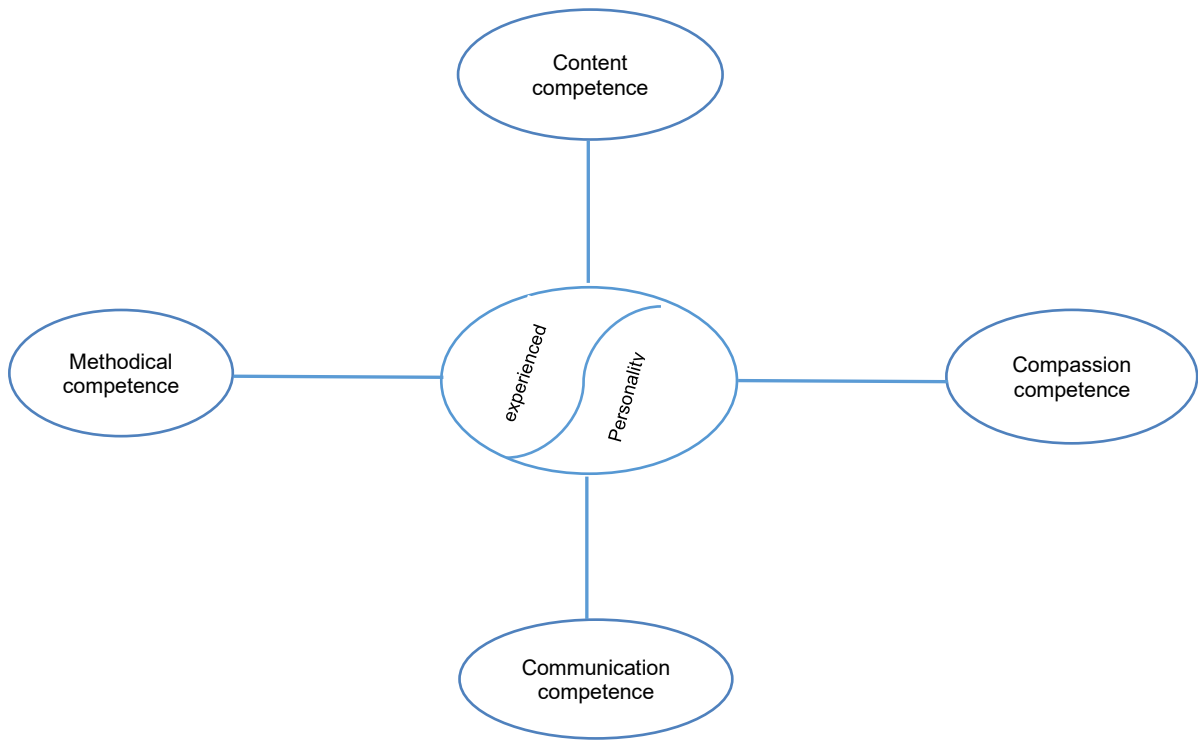 Content
competence
Methodical
competence
experienced
Personality
Compassion
competence
Communication
competence